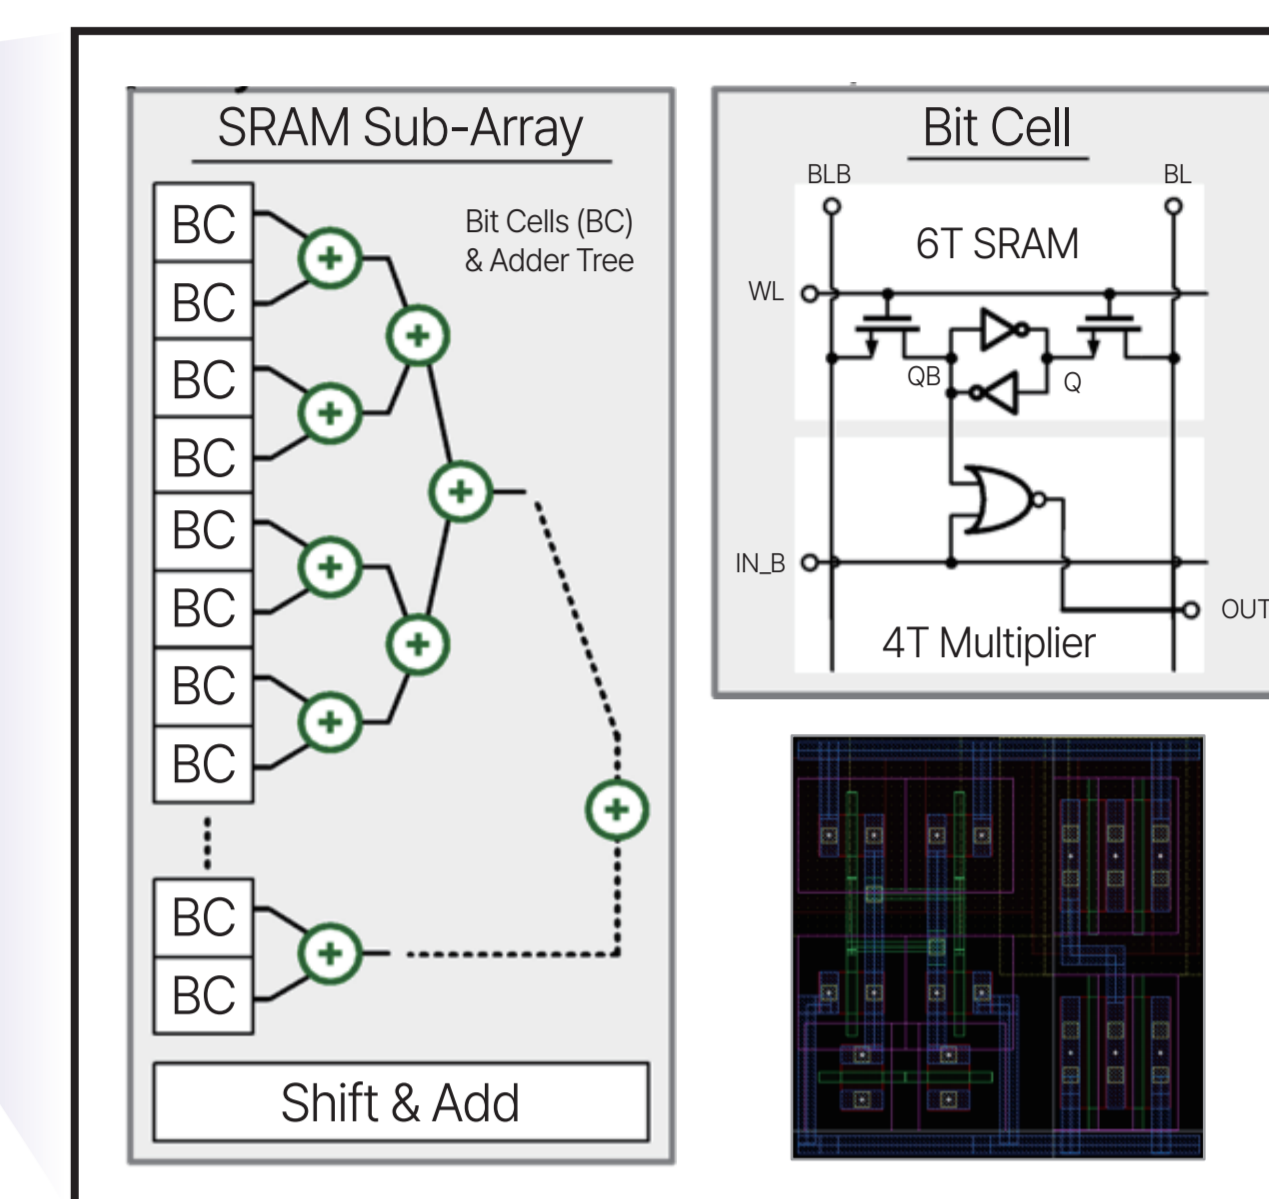 SRAM Sub-Array
Bit Cells (BC)
& Adder Tree
BC
BC
BC
BC
BC
BC
BC
BC
BC
BC
Shift & Add
Bit Cell
BLB
BL
6T SRAM
WL
QB
Q
IN_B
OUT
4T Multiplier